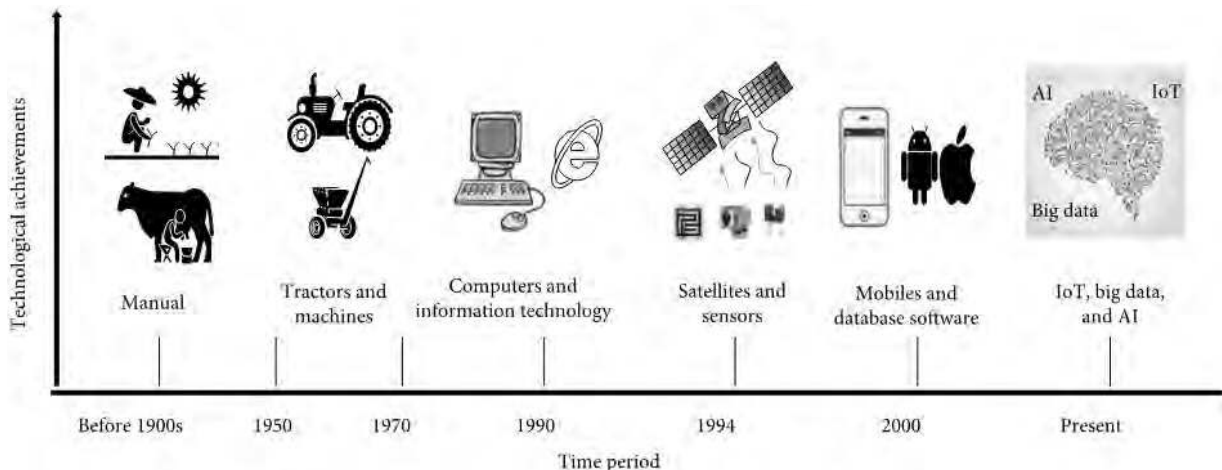 Technological achievements
AI
IoT
Big data
Manual
Tractors and
machines
Computers and
information technology
Satellites and
sensors
Mobiles and
database software
IoT, big data,
and AI
Before 1900s
1950
1970
1990
1994
2000
Present
Time period